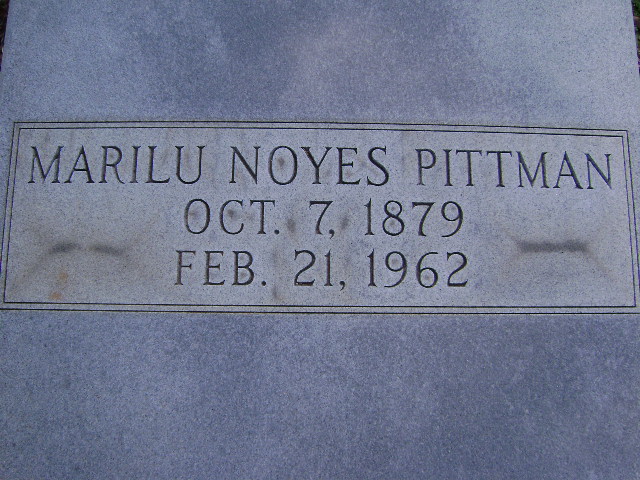 MARILU NOYES PITTMAN
OCT. 7, 1879
FEB. 21, 1962